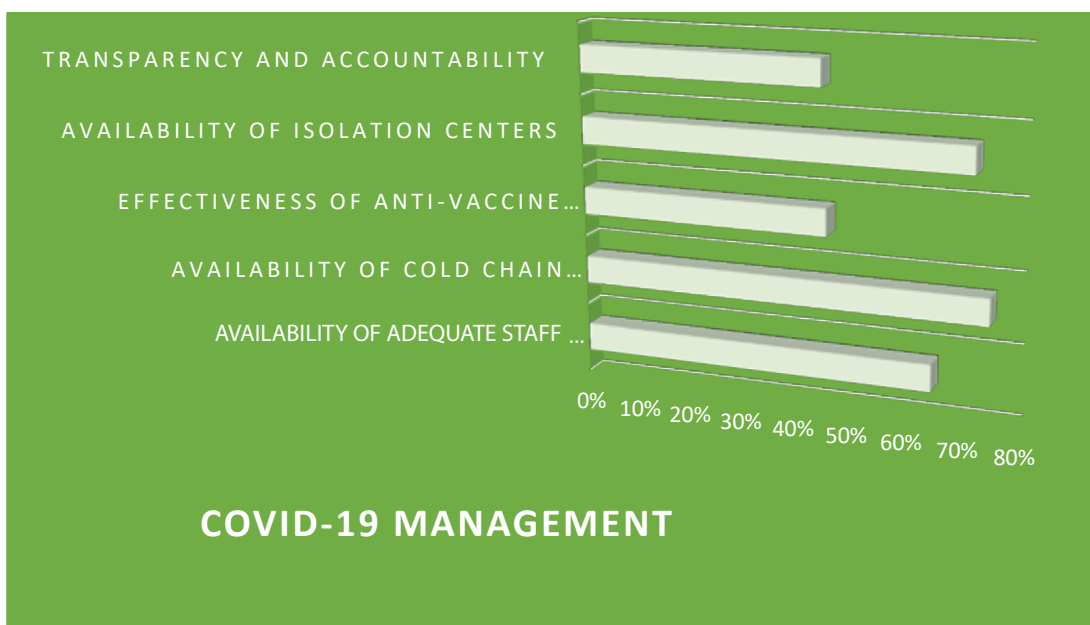 TRANSPARENCY AND ACCOUNTABILITY
AVAILABILITY OF ISOLATION CENTERS
EFFECTIVENESS OF ANTI-VACCINE...
AVAILABILITY OF COLD CHAIN...
AVAILABILITY OF ADEQUATE STAFF ...
0% 10% 20% 30% 40% 50% 60% 70% 80%
COVID-19 MANAGEMENT